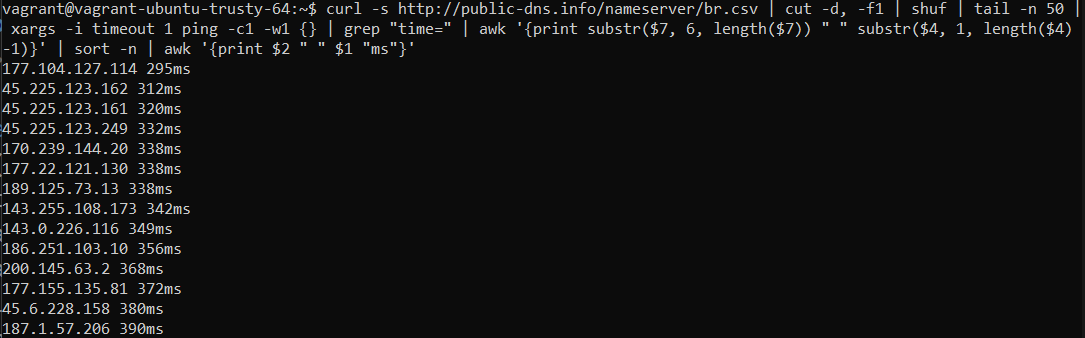 vagrant@vagrant-ubuntu-trusty-64:~$ curl -s http://public-dns.info/nameserver/br.csv | cut -d, -f1 | shuf | tail -n 50 |
xargs -i timeout 1 ping -c1 -w1 {} | grep "time=" | awk '{print substr($7, 6, length($7)) " " substr($4, 1, length($4)
-1)}' | sort -n | awk '{print $2 " " $1 "ms"}'
177.104.127.114 295ms
45.225.123.162 312ms
45.225.123.161 320ms
45.225.123.249 332ms
170.239.144.20 338ms
177.22.121.130 338ms
189.125.73.13 338ms
143.255.108.173 342ms
143.0.226.116 349ms
186.251.103.10 356ms
200.145.63.2 368ms
177.155.135.81 372ms
45.6.228.158 380ms
187.1.57.206 390ms